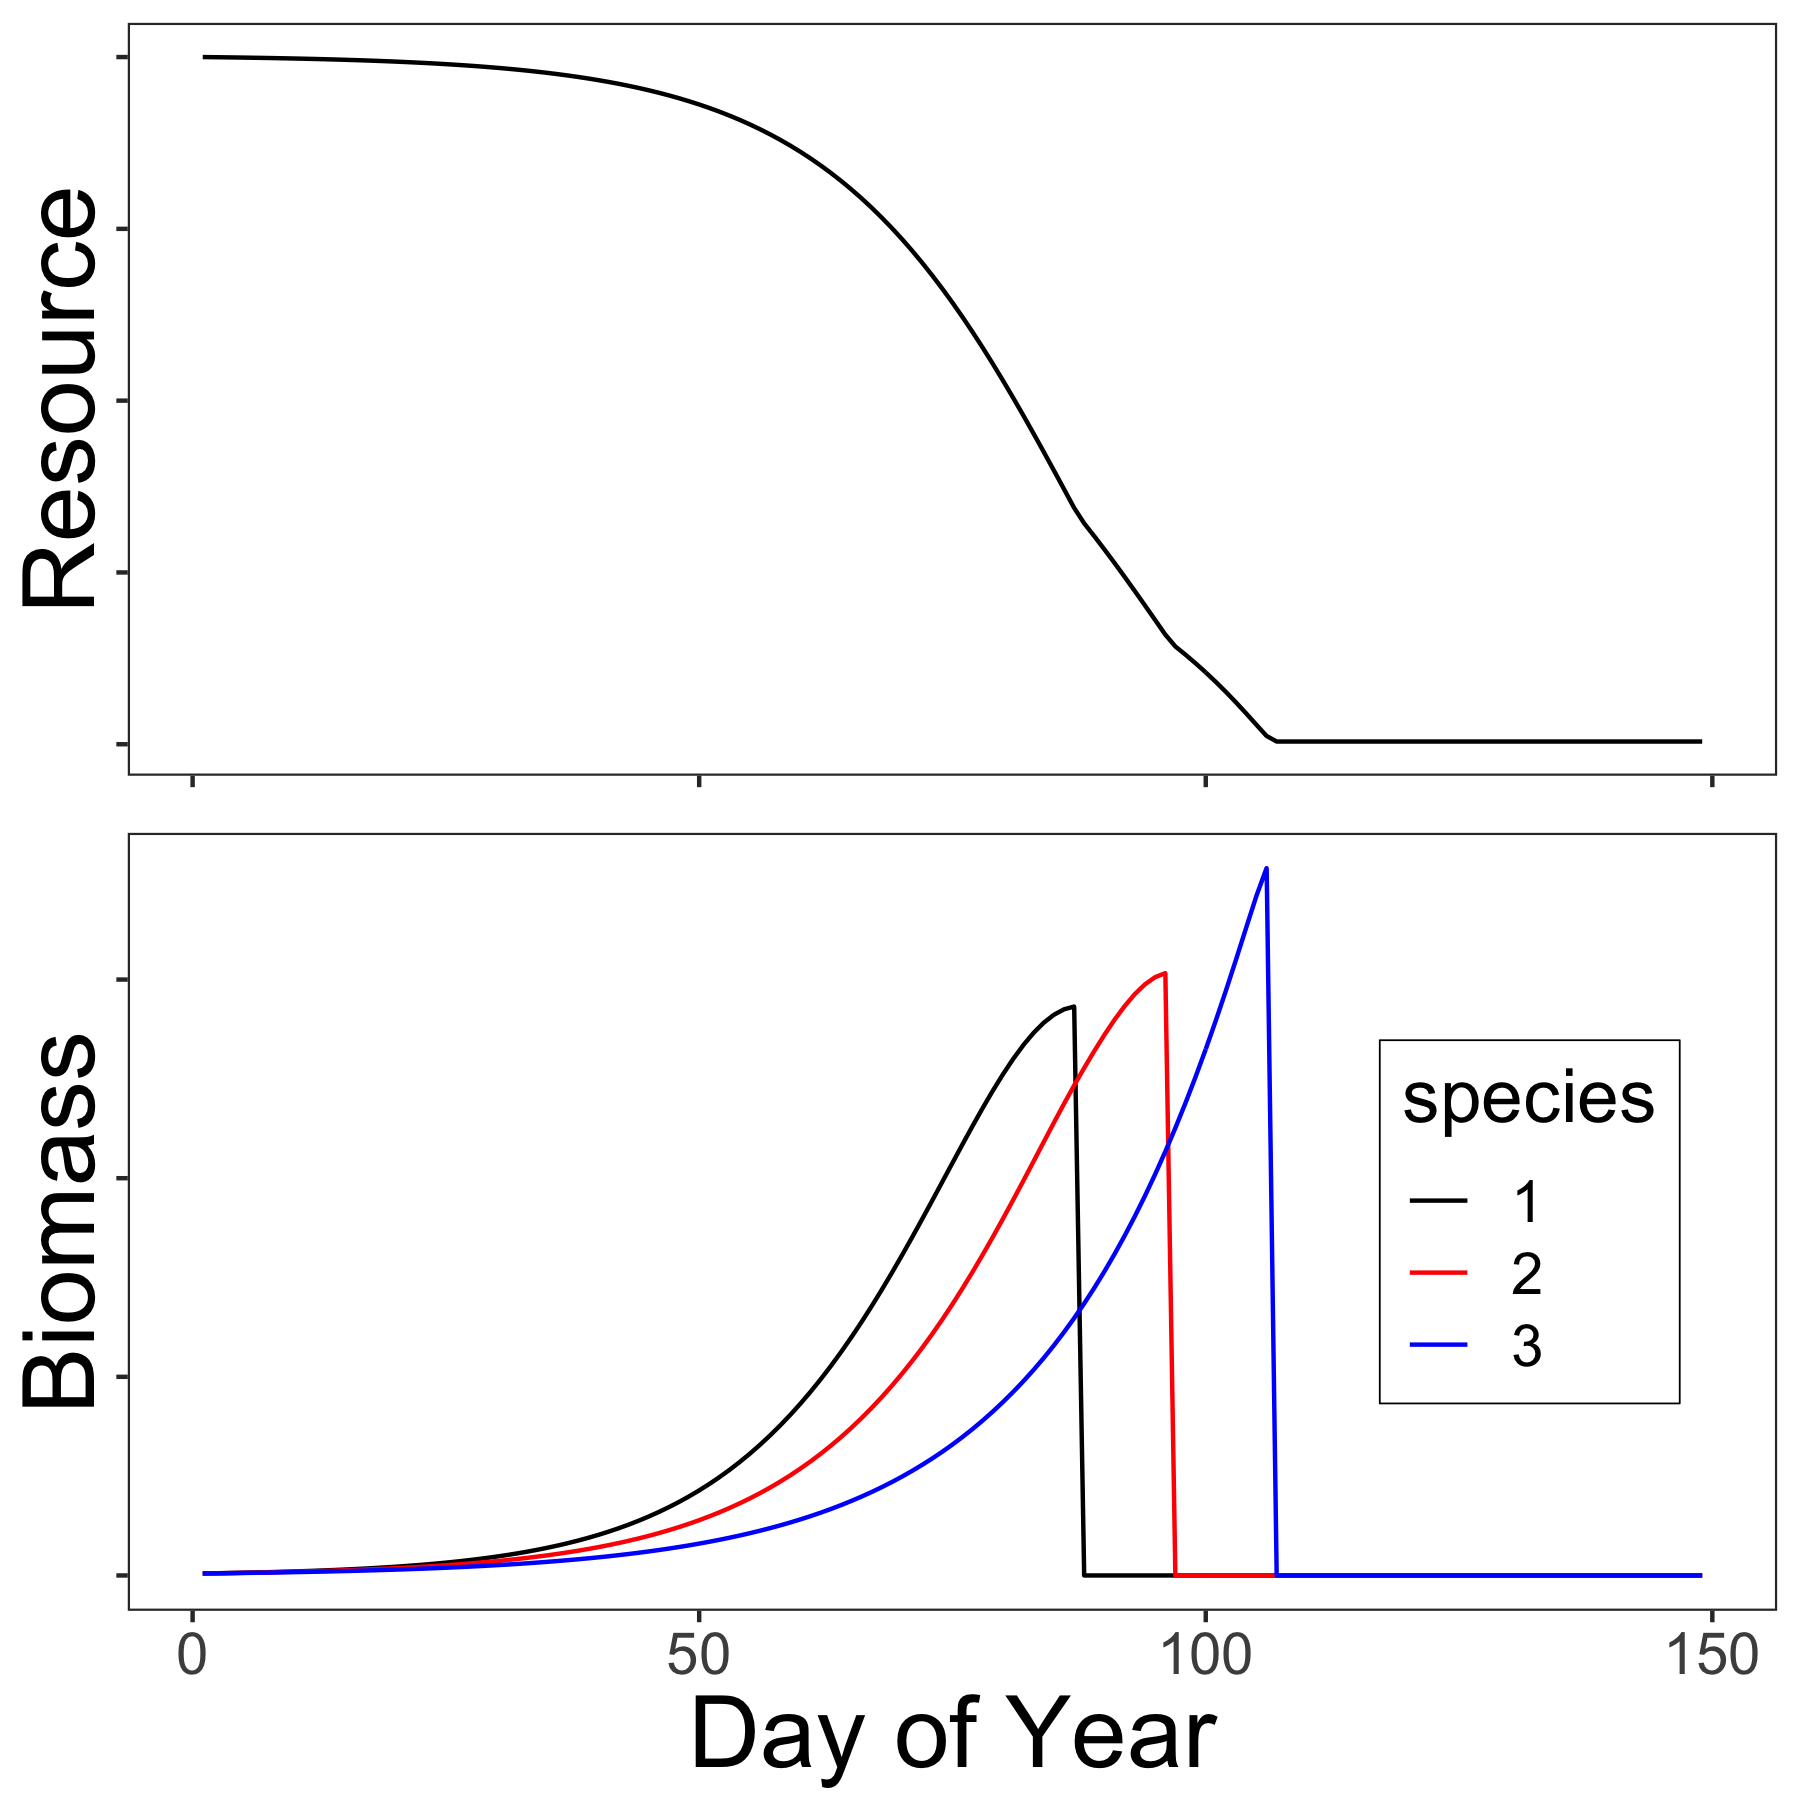 Resource
Biomass
species
1
2
3
0 50 100 150
Day of Year